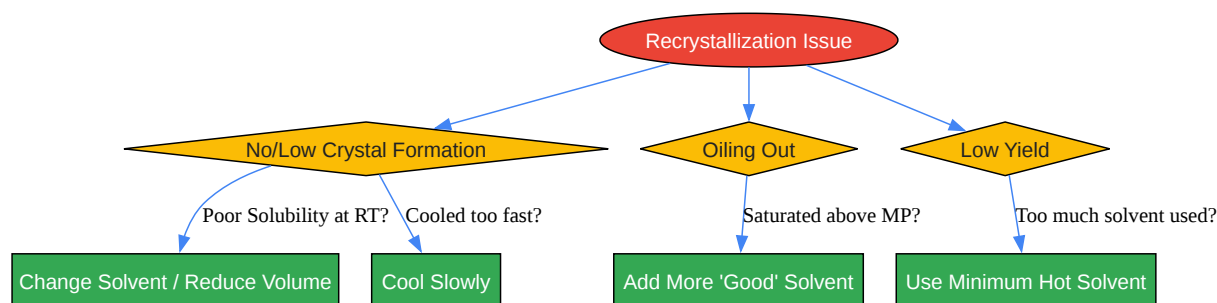 Recrystallization Issue
No/Low Crystal Formation
Oiling Out
Low Yield
Poor Solubility at RT?
Cooled too fast?
Saturated above MP?
Too much solvent used?
Change Solvent / Reduce Volume
Cool Slowly
Add More 'Good' Solvent
Use Minimum Hot Solvent